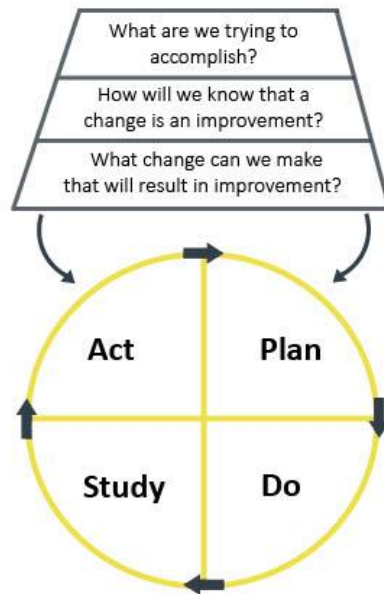 What are we trying to
accomplish?
How will we know that a
change is an improvement?
What change can we make
that will result in improvement?
Act
Plan
Study
Do